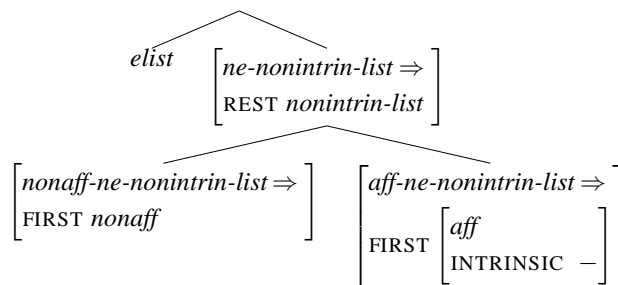 elist
ne-nonintrin-list ⇒
REST nonintrin-list
nonaff-ne-nonintrin-list ⇒
FIRST nonaff
aff-ne-nonintrin-list ⇒
FIRST
aff
INTRINSIC −